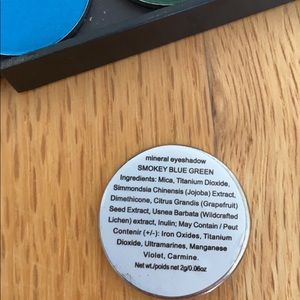 mineral eyeshadow
SMOKEY BLUE GREEN
Ingredients: Mica, Titanium Dioxide,
Simmondsia Chinensis (Jojoba) Extract,
Dimethicone, Citrus Grandis (Grapefruit)
Seed Extract, Usnea Barbata (Wildcrafted
Lichen) extract, Inulin; May Contain / Peut
Contenir (+/-): Iron Oxides, Titanium
Dioxide, Ultramarines, Manganese
Violet, Carmine.
Net wt./poids net 2g/0.06oz